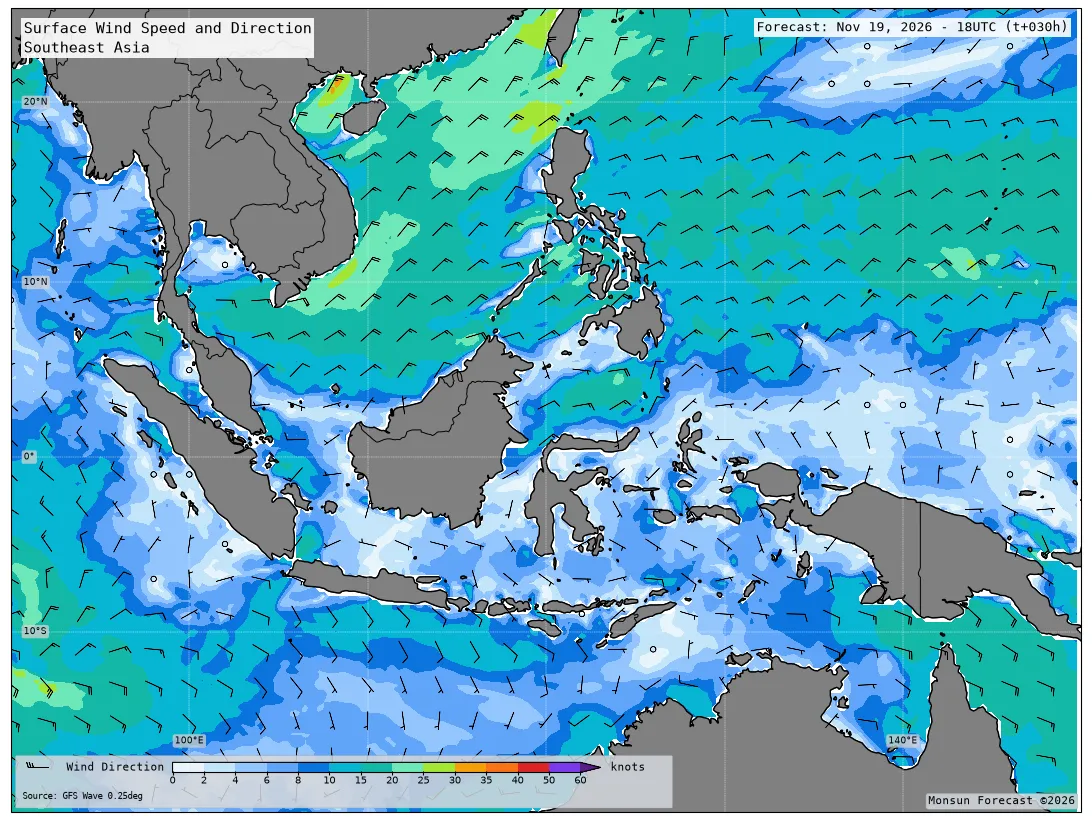 Surface Wind Speed and Direction
Southeast Asia
Forecast: Nov 19, 2026 - 18UTC (t+030h)
20°N
10°N
0°
10°S
100°E
140°E
Wind Direction
0 2 4 6 8 10 15 20 25 30 35 40 50 60
knots
Source: GFS Wave 0.25deg
Monsun Forecast ©2026